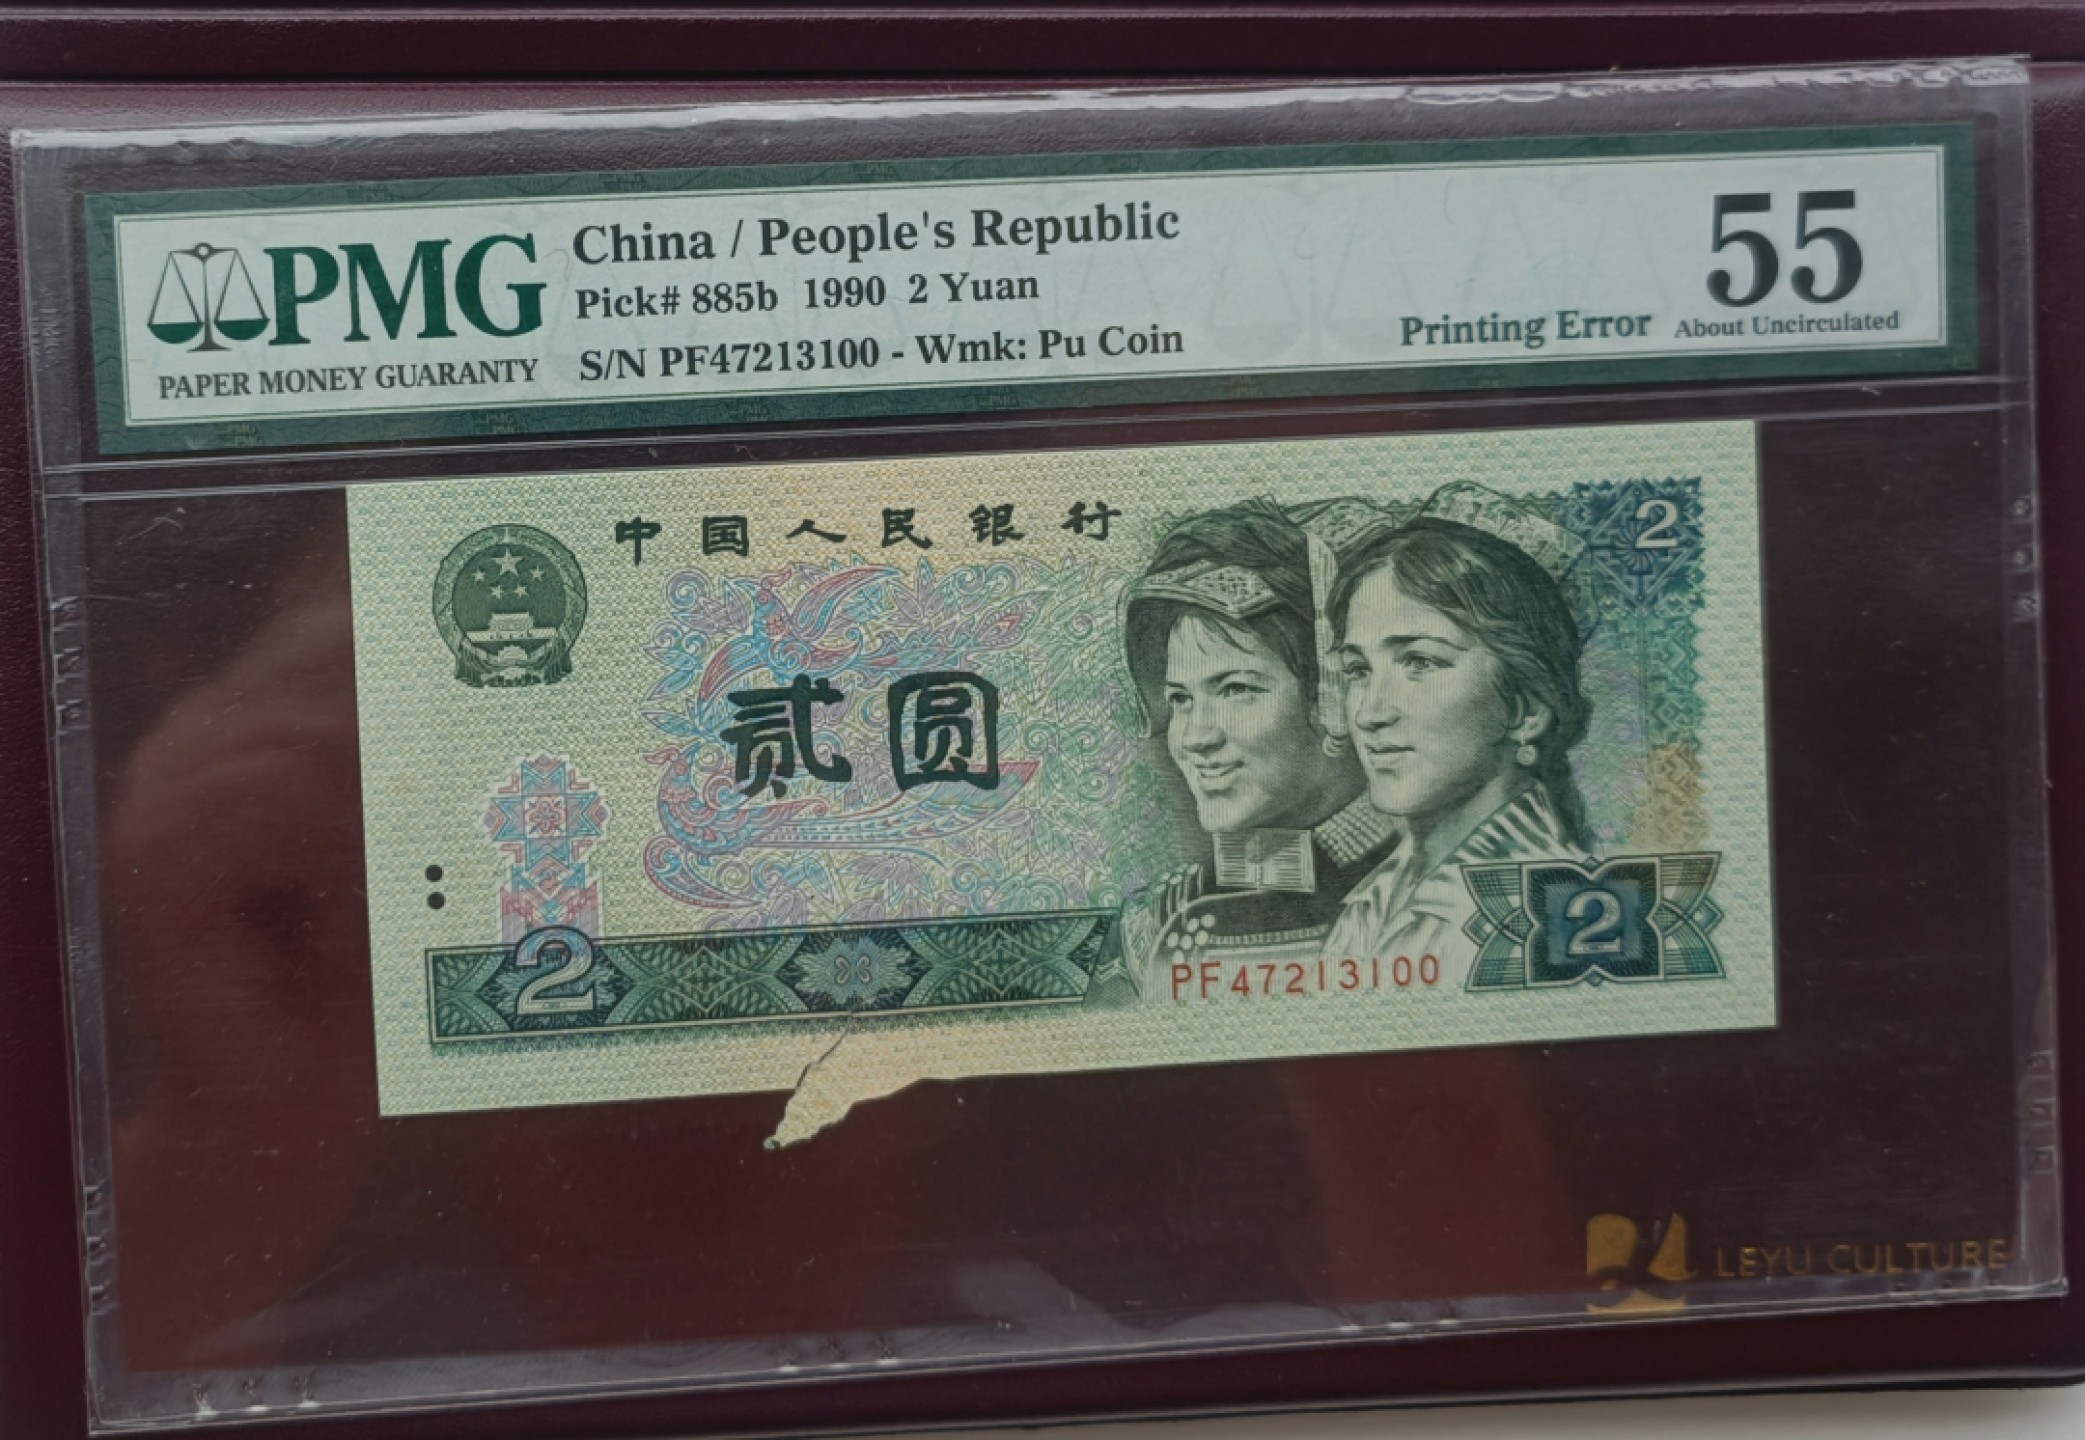 PMG
PAPER MONEY GUARANTY
China / People's Republic
Pick# 885b 1990 2 Yuan
S/N PF47213100 - Wmk: Pu Coin
Printing Error
55
About Uncirculated
中国人民银行
2
贰圆
2
PF47213100
2
LEYU CULTURE